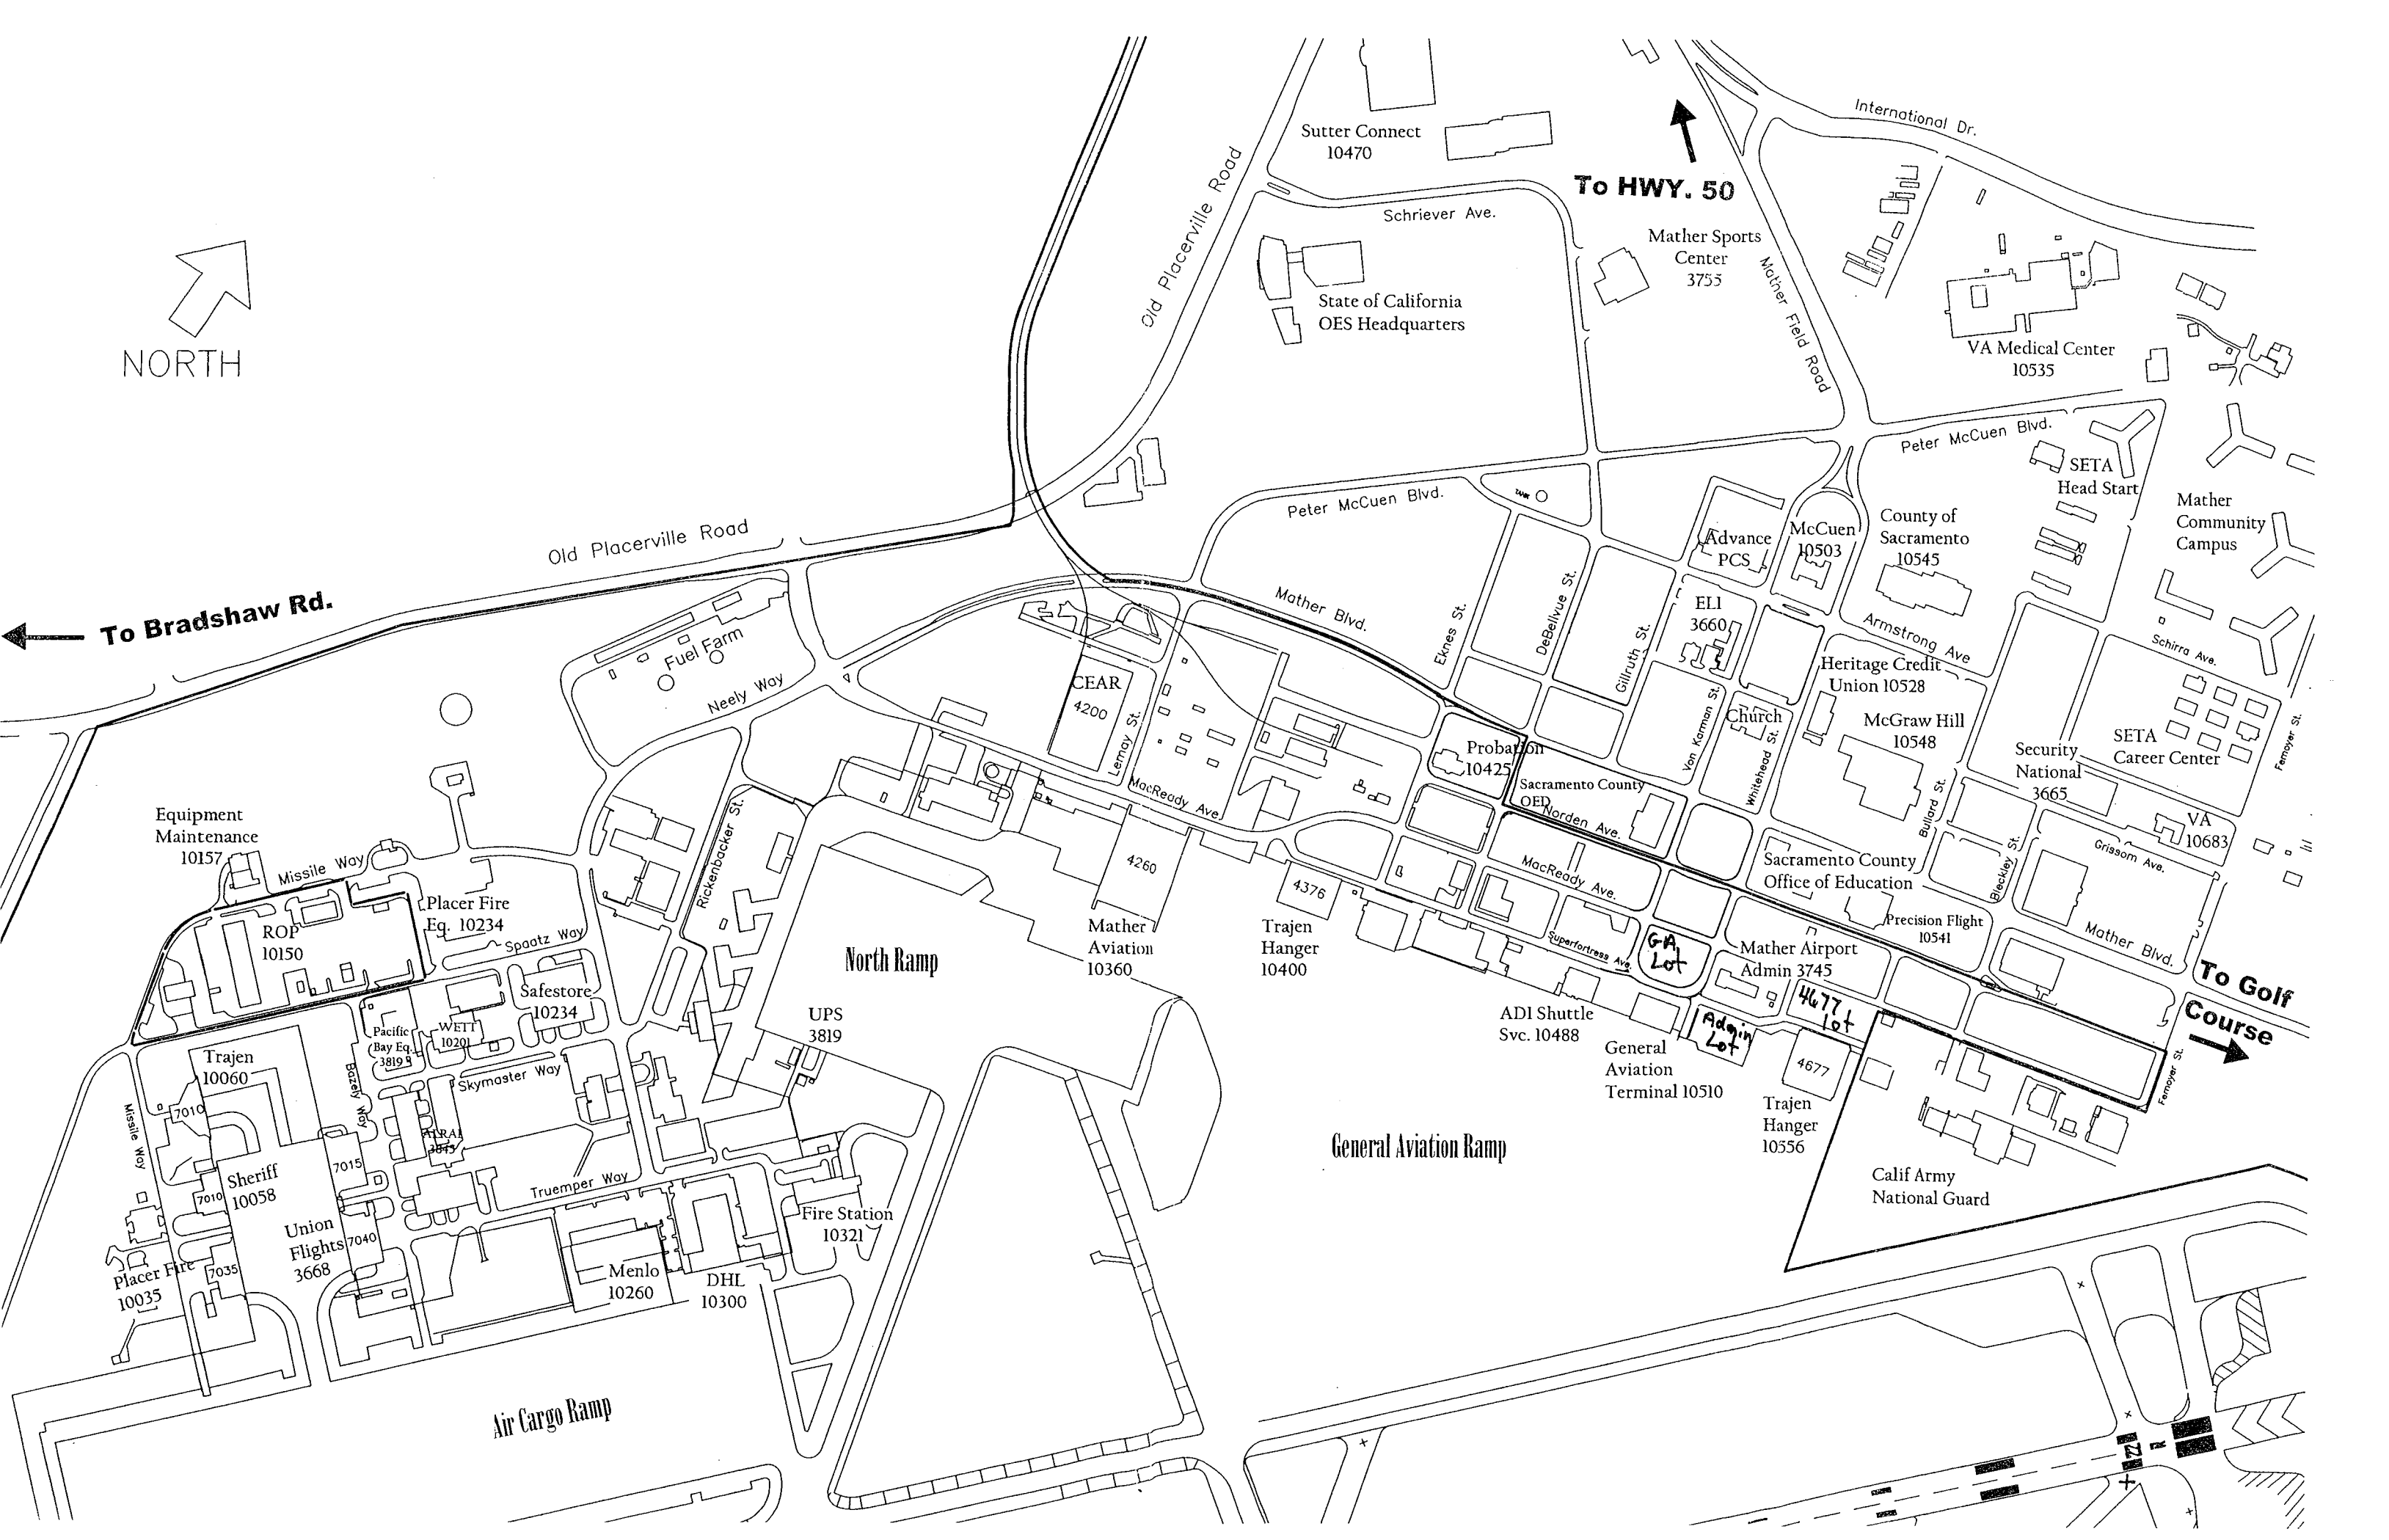 International Dr.
Sutter Connect
10470
To HWY. 50
Old Placerville Road
Schriever Ave.
Mather Sports
Center
3755
Mather Field Road
State of California
OES Headquarters
VA Medical Center
10535
NORTH
Peter McCuen Blvd.
SETA
Head Start
Mather
Community
Campus
Peter McCuen Blvd.
TANK
Advance
PCS
McCuen
10503
County of
Sacramento
10545
Old Placerville Road
To Bradshaw Rd.
Mather Blvd.
Eknes St.
DeBellvue St.
Gillruth St.
EL1
3660
Armstrong Ave
Schirra Ave.
Fuel Farm
Neely Way
CEAR
4200
Lemay St.
Heritage Credit
Union 10528
Von Karman St.
Church
Whitehead St.
McGraw Hill
10548
Bullard St.
Security
National
3665
SETA
Career Center
Femoyer St.
Probation
10425
Sacramento County
OED
Norden Ave.
MacReady Ave
Equipment
Maintenance
10157
Missile Way
Rickenbacker St.
VA
10683
Grissom Ave.
Bleckley St.
4260
4376
MacReady Ave.
Sacramento County
Office of Education
Placer Fire
Eq. 10234
ROP
10150
Spaatz Way
North Ramp
Mather
Aviation
10360
Trajen
Hanger
10400
Superfortress Ave.
GA
Lot
Mather Airport
Admin 3745
Precision Flight
10541
Mather Blvd.
To Golf
Course
Safestore
10234
UPS
3819
4677
Lot
Admin
Lot
ADI Shuttle
Svc. 10488
General
Aviation
Terminal 10510
4677
Trajen
Hanger
10556
Femoyer St.
Pacific
Bay Eq.
3819
WETT
10201
Trajen
10060
Bazely Way
Skymaster Way
7010
Missile Way
3845
7015
Truemper Way
Sheriff
10058
7010
Union
Flights
3668
7040
Placer Fire
10035
7035
Menlo
10260
DHL
10300
Fire Station
10321
General Aviation Ramp
Calif Army
National Guard
Air Cargo Ramp
22
R